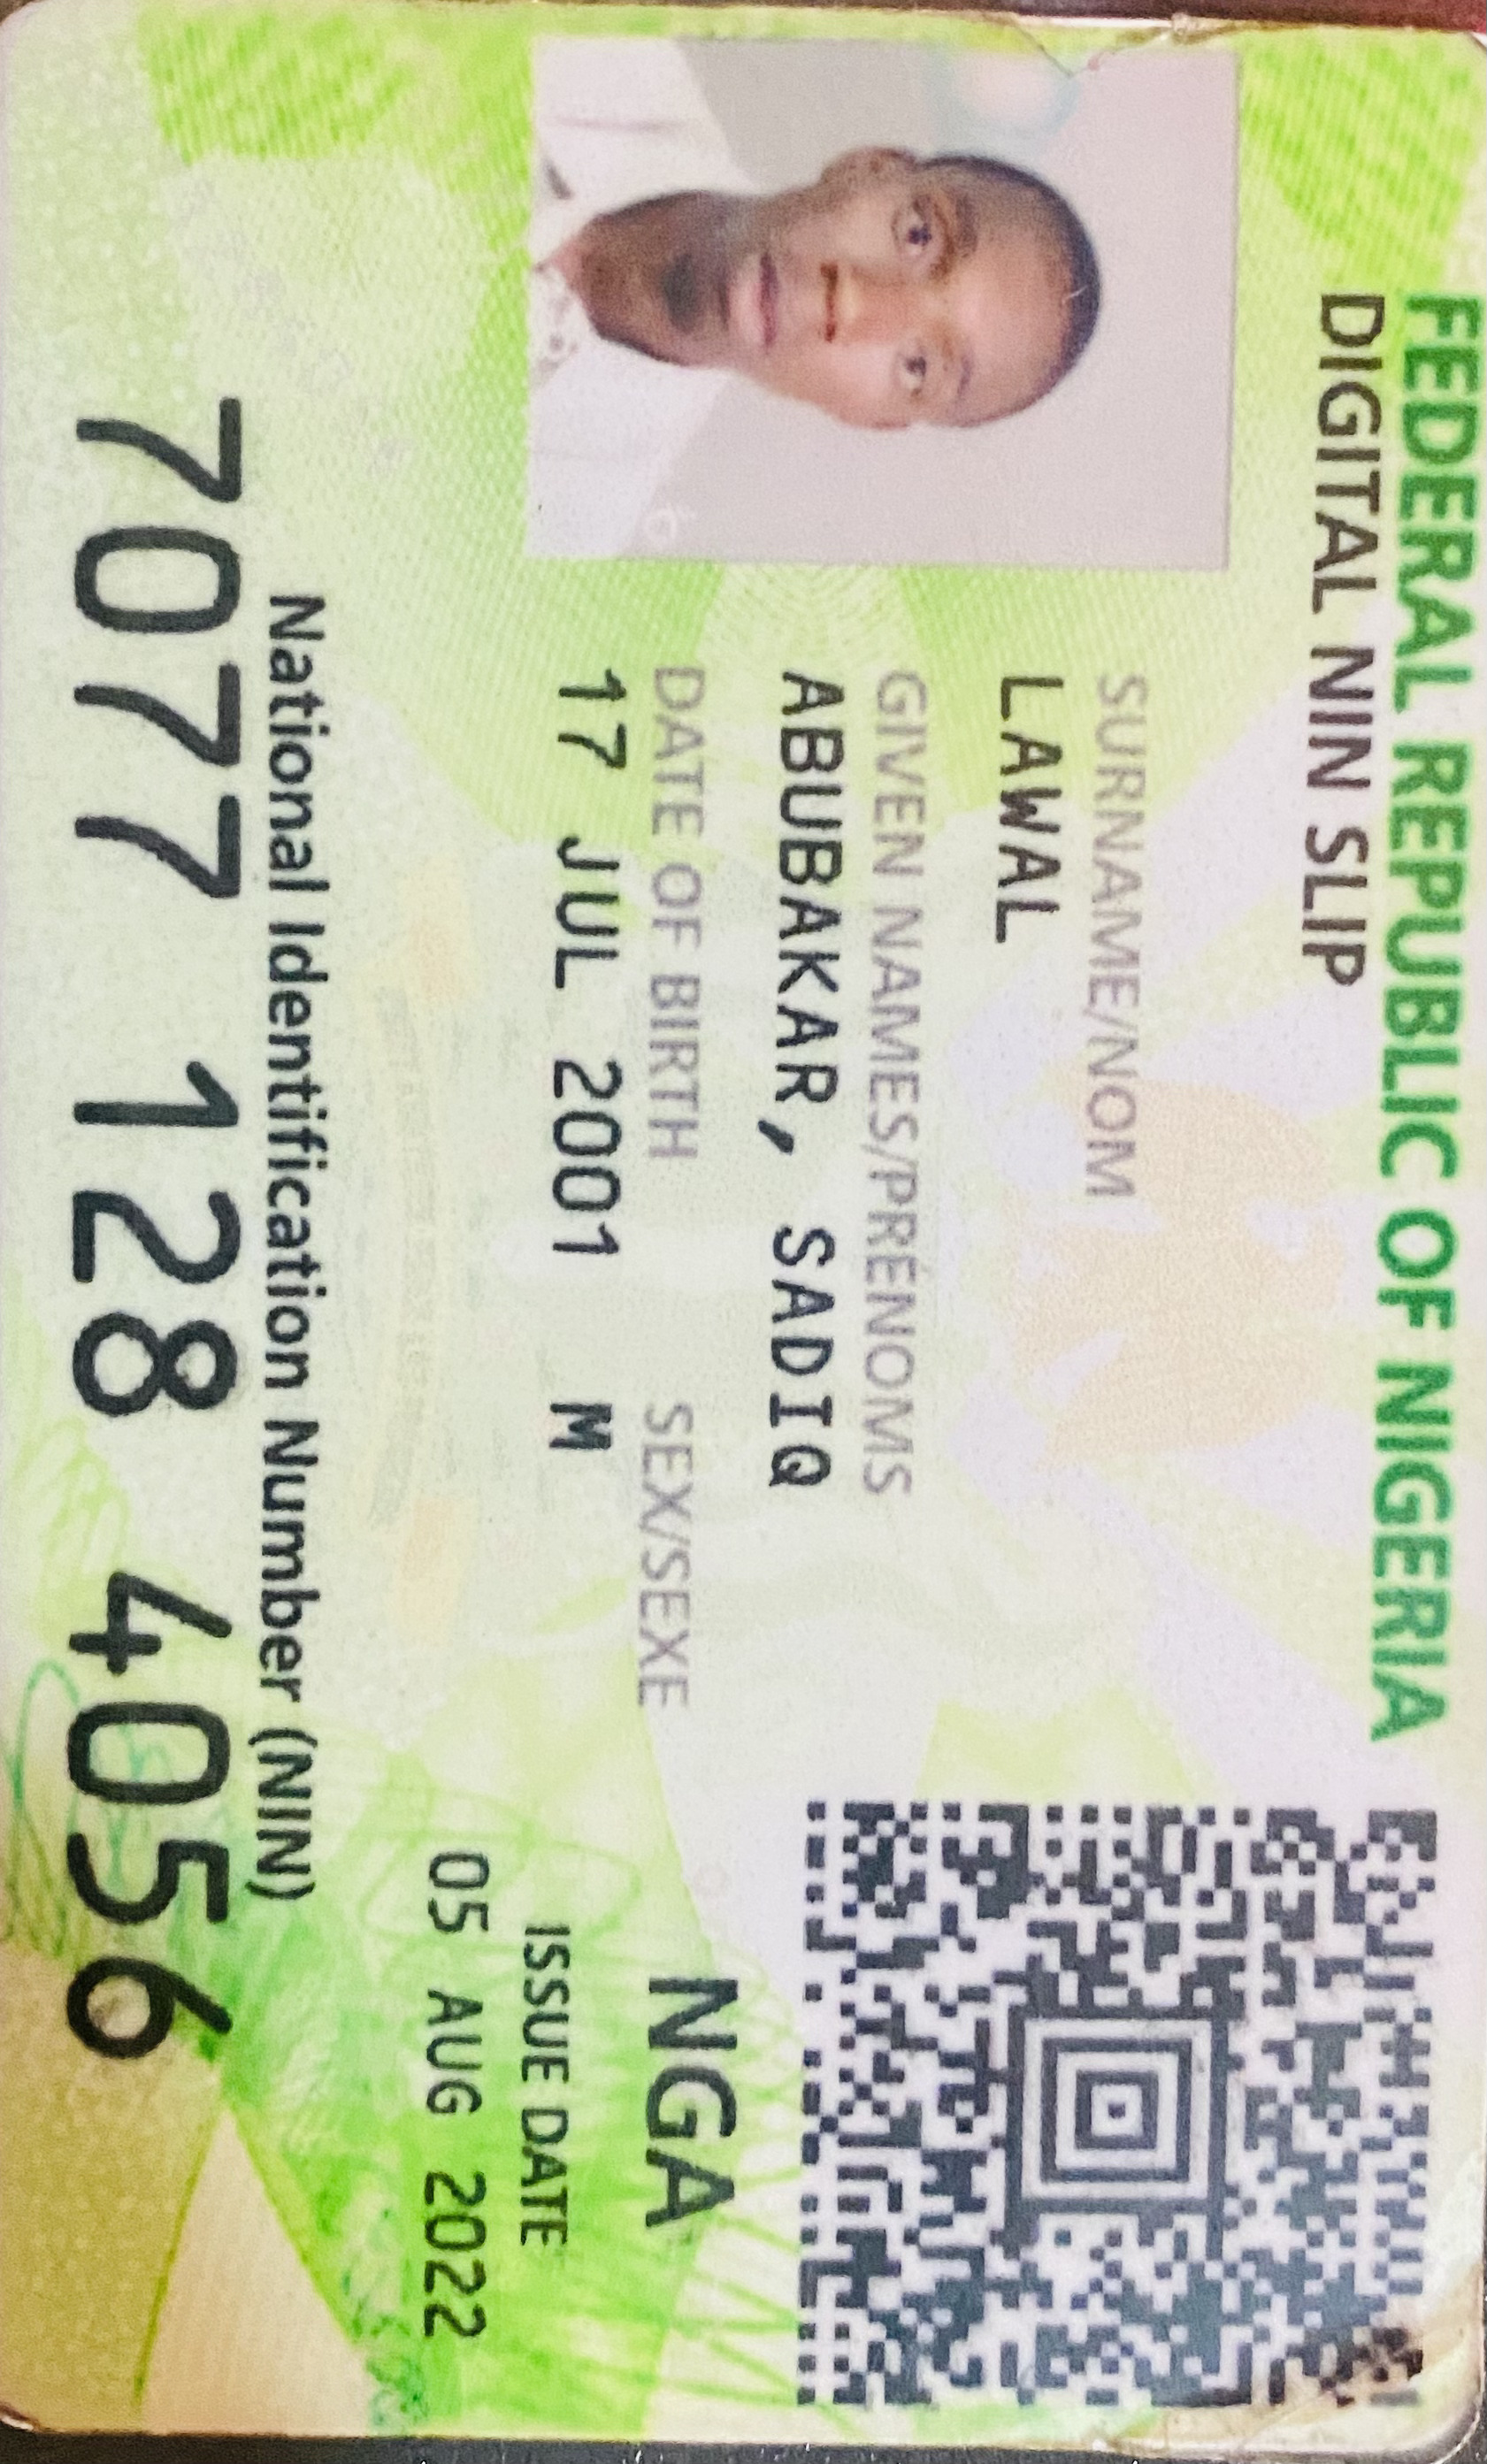 FEDERAL REPUBLIC OF NIGERIA
DIGITAL NIN SLIP
SURNAME/NOM
LAWAL
GIVEN NAMES/PRÉNOMS
ABUBAKAR, SADIQ
DATE OF BIRTH SEX/SEXE
17 JUL 2001 M
NGA
ISSUE DATE
05 AUG 2022
National Identification Number (NIN)
7077 128 4056